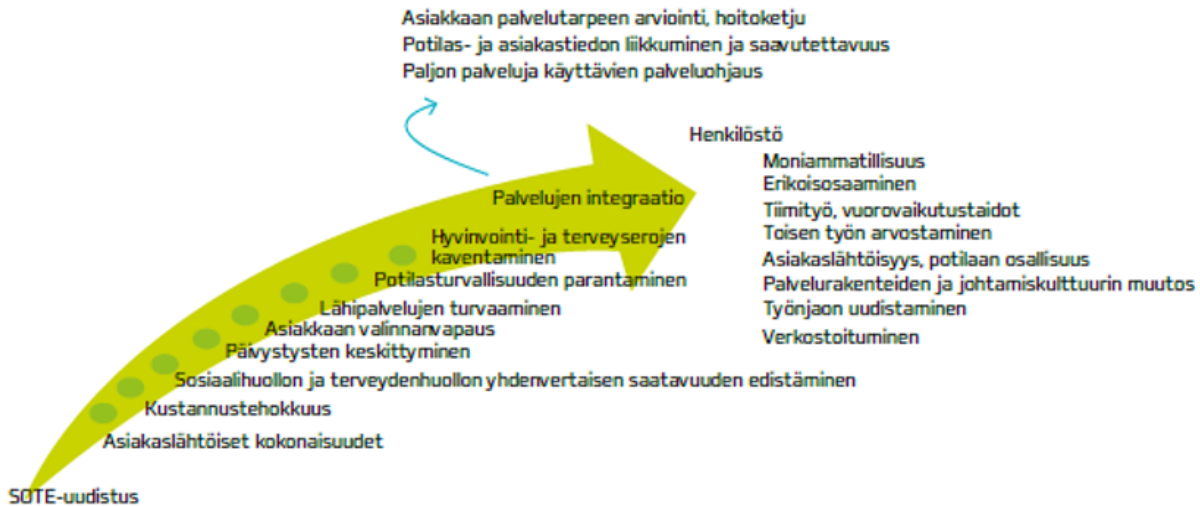 Asiakkaan palvelutarpeen arviointi, hoitoketju
Potilas- ja asiakastiedon liikkuminen ja saavutettavuus
Paljon palveluja käyttävien palveluohjaus
Henkilöstö
Moniammatillisuus
Erikoisosaaminen
Tiimityö, vuorovaikutustaidot
Toisen työn arvostaminen
Asiakaslähtöisyys, potilaan osallisuus
Palvelurakenteiden ja johtamiskulttuurin muutos
Työnjaon uudistaminen
Verkostoituminen
Palvelujen integraatio
Hyvinvointi- ja terveyserojen
kaventaminen
Potilasturvallisuuden parantaminen
Lähipalvelujen turvaaminen
Asiakkaan valinnanvapaus
Päivystysten keskittyminen
Sosiaalihuollon ja terveydenhuollon yhdenvertaisen saatavuuden edistäminen
Kustannustehokkuus
Asiakaslähtöiset kokonaisuudet
SOTE-uudistus